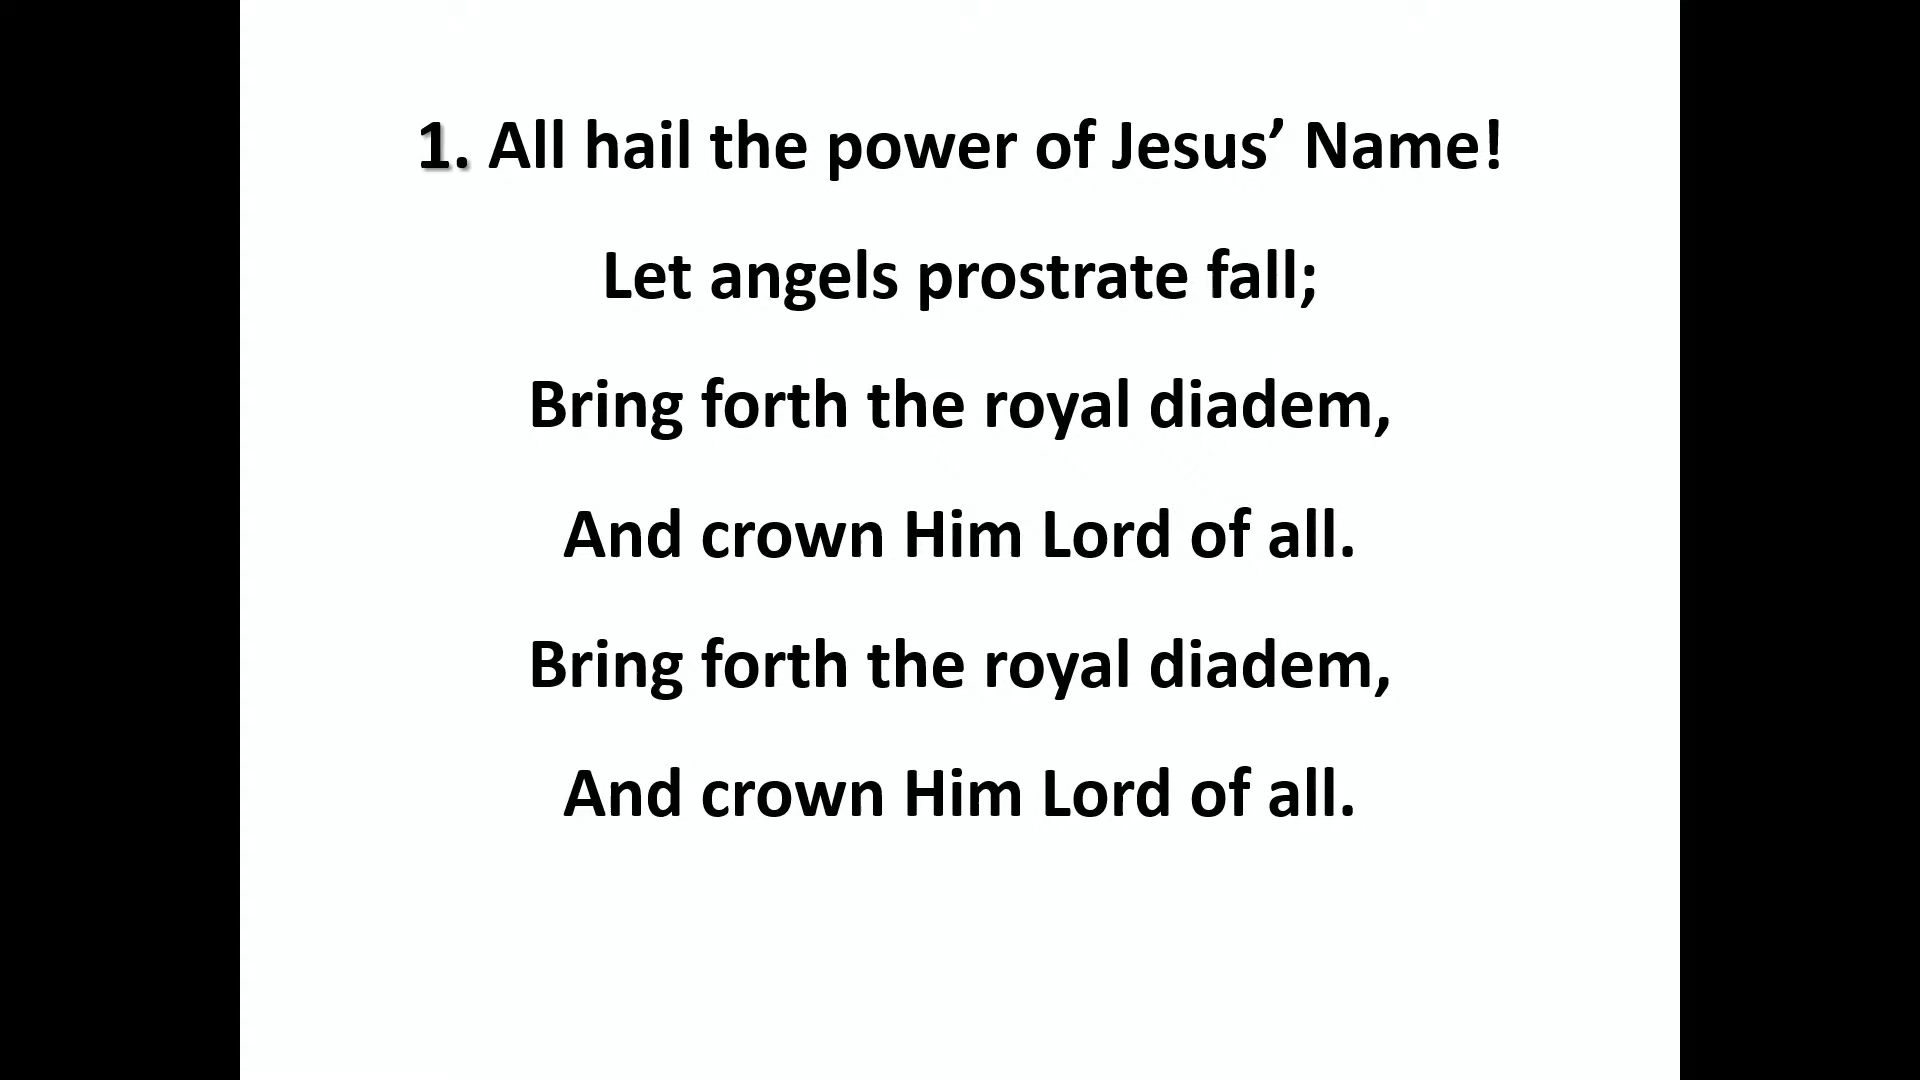 1. All hail the power of Jesus’ Name!
Let angels prostrate fall;
Bring forth the royal diadem,
And crown Him Lord of all.
Bring forth the royal diadem,
And crown Him Lord of all.